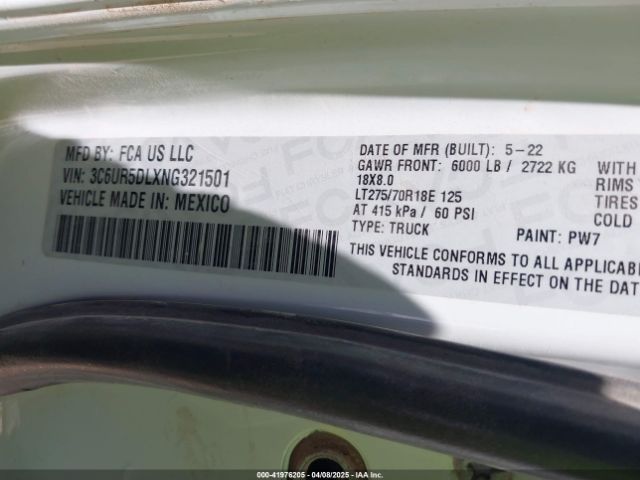 MFD BY: FCA US LLC
VIN: 3C6UR5DLXNG321501
VEHICLE MADE IN: MEXICO
DATE OF MFR (BUILT): 5-22
GAWR FRONT: 6000 LB / 2722 KG WITH
18X8.0 RIMS
LT275/70R18E 125 TIRES
AT 415 kPa / 60 PSI COLD
TYPE: TRUCK PAINT: PW7
THIS VEHICLE CONFORMS TO ALL
STANDARDS IN EFFECT ON THE
00-41976205 04/08/2025 - IAA Inc.